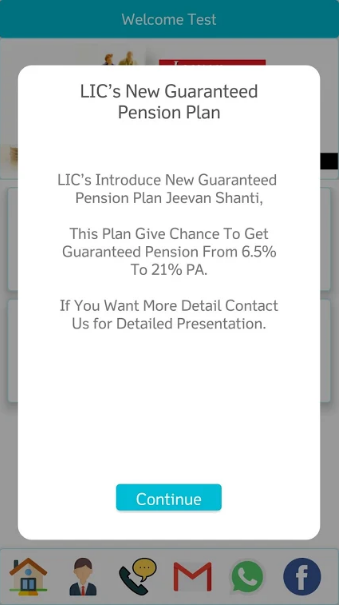 Welcome Test
LIC's New Guaranteed
Pension Plan
LIC's Introduce New Guaranteed
Pension Plan Jeevan Shanti,
This Plan Give Chance To Get
Guaranteed Pension From 6.5%
To 21% PA.
If You Want More Detail Contact
Us for Detailed Presentation.
Continue